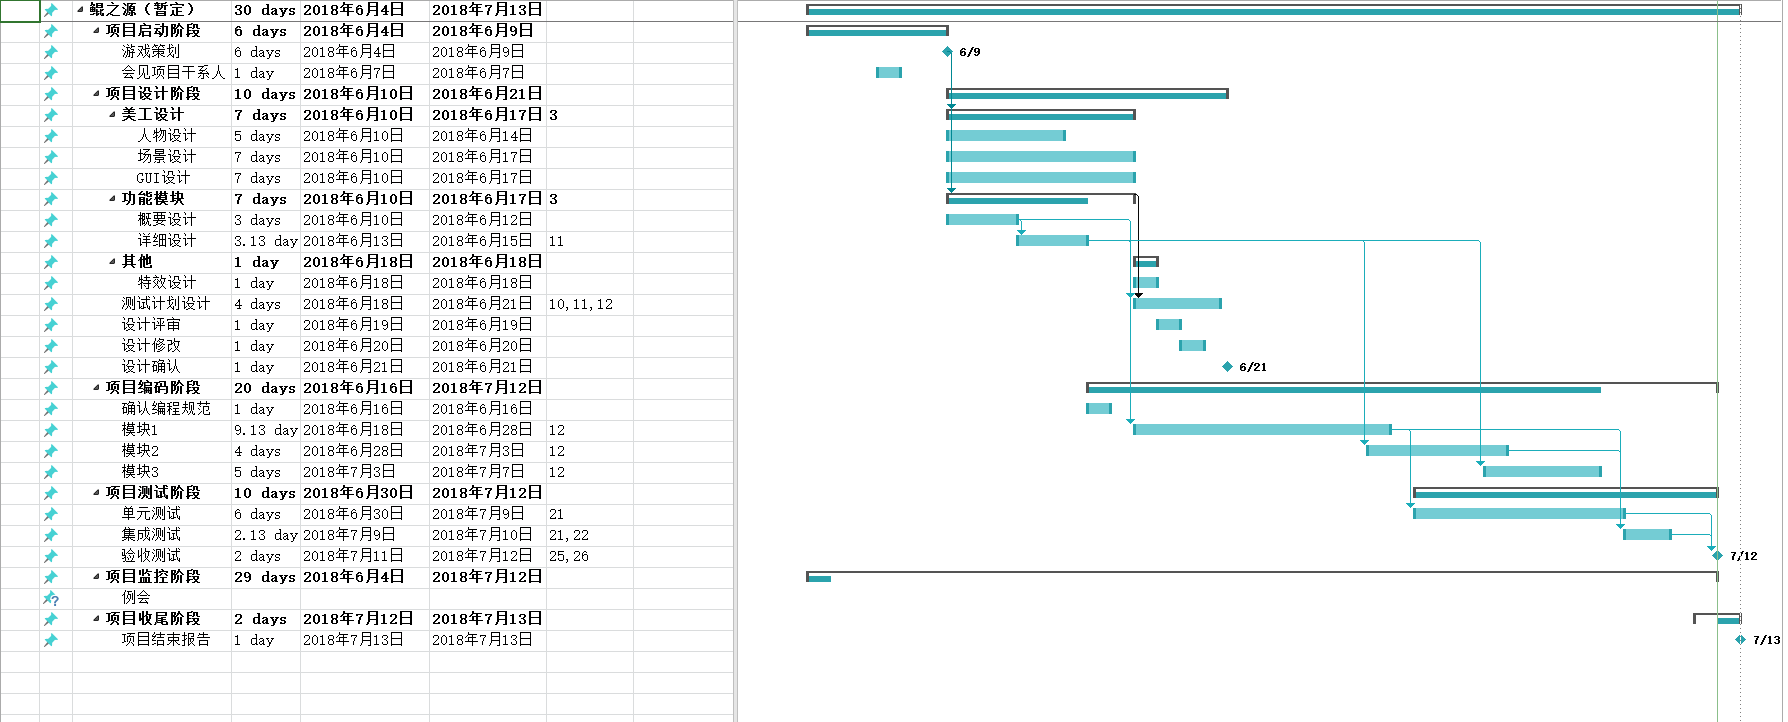 鲲之源（暂定） 30 days 2018年6月4日 2018年7月13日
项目启动阶段 6 days 2018年6月4日 2018年6月9日
游戏策划 6 days 2018年6月4日 2018年6月9日 6/9
会见项目干系人 1 day 2018年6月7日 2018年6月7日
项目设计阶段 10 days 2018年6月10日 2018年6月21日
美工设计 7 days 2018年6月10日 2018年6月17日 3
人物设计 5 days 2018年6月10日 2018年6月14日
场景设计 7 days 2018年6月10日 2018年6月17日
GUI设计 7 days 2018年6月10日 2018年6月17日
功能模块 7 days 2018年6月10日 2018年6月17日 3
概要设计 3 days 2018年6月10日 2018年6月12日
详细设计 3.13 day 2018年6月13日 2018年6月15日 11
其他 1 day 2018年6月18日 2018年6月18日
特效设计 1 day 2018年6月18日 2018年6月18日
测试计划设计 4 days 2018年6月18日 2018年6月21日 10,11,12
设计评审 1 day 2018年6月19日 2018年6月19日
设计修改 1 day 2018年6月20日 2018年6月20日
设计确认 1 day 2018年6月21日 2018年6月21日 6/21
项目编码阶段 20 days 2018年6月16日 2018年7月12日
确认编程规范 1 day 2018年6月16日 2018年6月16日
模块1 9.13 day 2018年6月18日 2018年6月28日 12
模块2 4 days 2018年6月28日 2018年7月3日 12
模块3 5 days 2018年7月3日 2018年7月7日 12
项目测试阶段 10 days 2018年6月30日 2018年7月12日
单元测试 6 days 2018年6月30日 2018年7月9日 21
集成测试 2.13 day 2018年7月9日 2018年7月10日 21,22
验收测试 2 days 2018年7月11日 2018年7月12日 25,26 7/12
项目监控阶段 29 days 2018年6月4日 2018年7月12日
? 例会
项目收尾阶段 2 days 2018年7月12日 2018年7月13日
项目结束报告 1 day 2018年7月13日 2018年7月13日 7/13